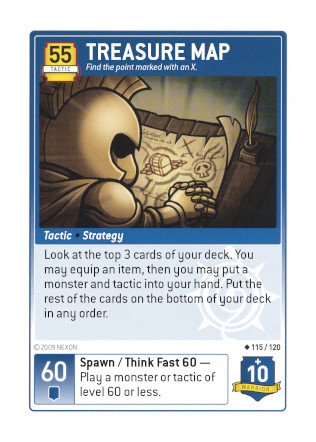 55
TACTIC
TREASURE MAP
Find the point marked with an X.
Tactic • Strategy
Look at the top 3 cards of your deck. You
may equip an item, then you may put a
monster and tactic into your hand. Put the
rest of the cards on the bottom of your deck
in any order.
©2009 NEXON
◆ 115 / 120
60
Spawn / Think Fast 60 —
Play a monster or tactic of
level 60 or less.
+
10
WARRIOR